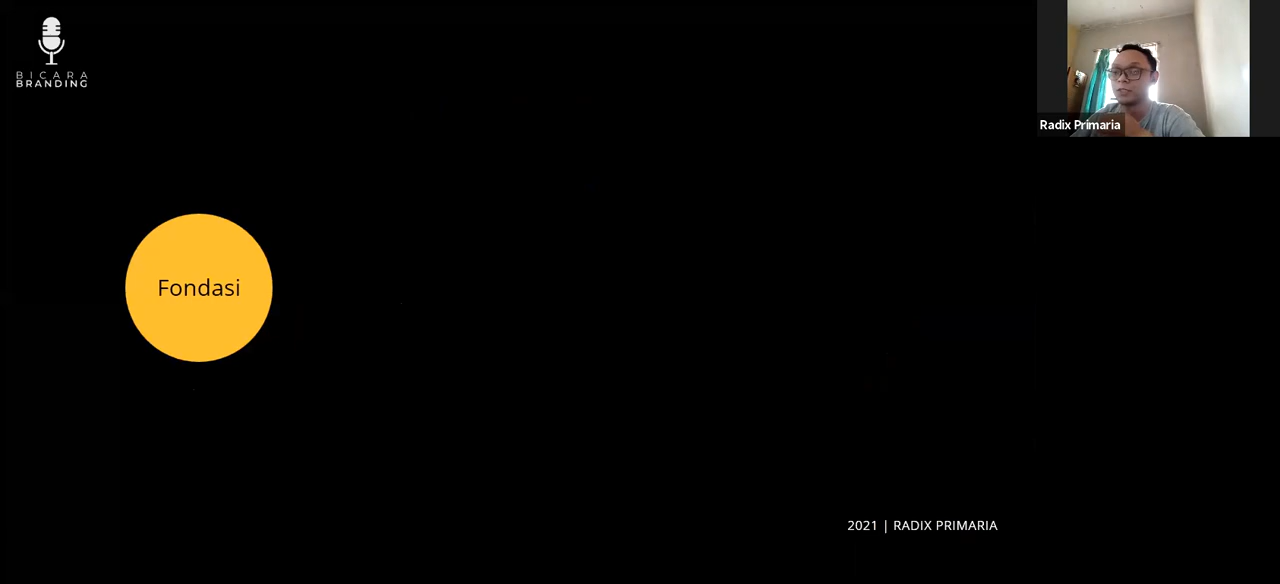 BICARA
BRANDING
Radix Primaria
Fondasi
2021 | RADIX PRIMARIA